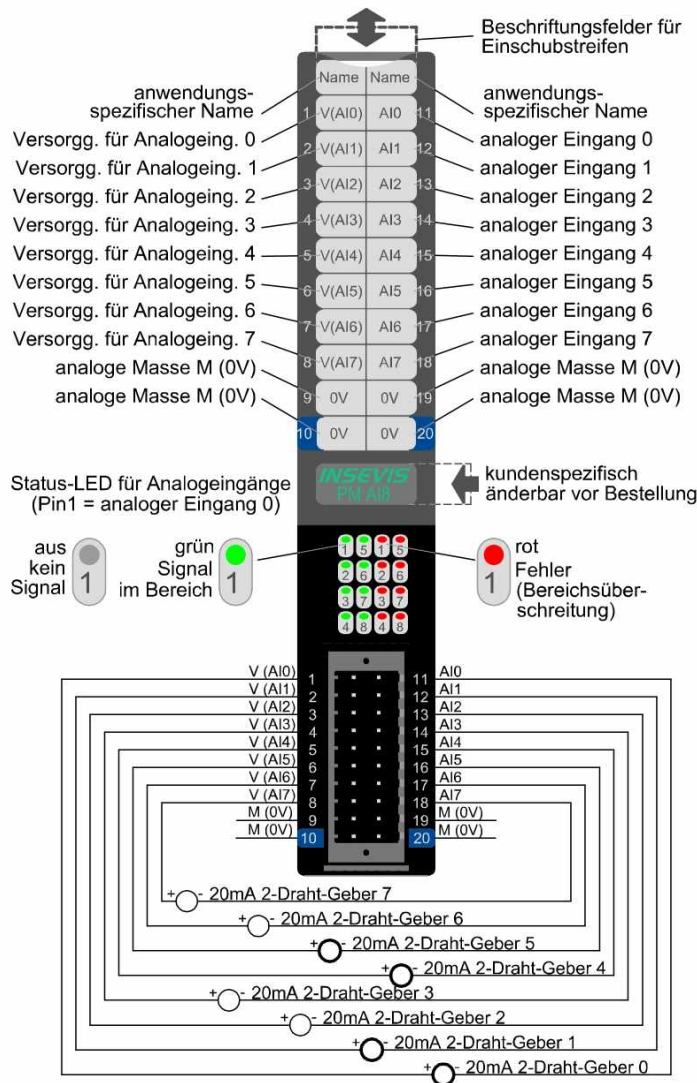 Beschriftungsfelder für
Einschubstreifen
anwendungs-
spezifischer Name
Name Name
anwendungs-
spezifischer Name
Versorgg. für Analogeing. 0
1 V(AI0) AI0 11
analoger Eingang 0
Versorgg. für Analogeing. 1
2 V(AI1) AI1 12
analoger Eingang 1
Versorgg. für Analogeing. 2
3 V(AI2) AI2 13
analoger Eingang 2
Versorgg. für Analogeing. 3
4 V(AI3) AI3 14
analoger Eingang 3
Versorgg. für Analogeing. 4
5 V(AI4) AI4 15
analoger Eingang 4
Versorgg. für Analogeing. 5
6 V(AI5) AI5 16
analoger Eingang 5
Versorgg. für Analogeing. 6
7 V(AI6) AI6 17
analoger Eingang 6
Versorgg. für Analogeing. 7
8 V(AI7) AI7 18
analoger Eingang 7
analoge Masse M (0V)
9 0V 0V 19
analoge Masse M (0V)
analoge Masse M (0V)
10 0V 0V 20
analoge Masse M (0V)
Status-LED für Analogeingänge
(Pin1 = analoger Eingang 0)
INSEVIS
PM AI8
kundenspezifisch
änderbar vor Bestellung
aus
kein
Signal
1
grün
Signal
im Bereich
1
1 5 1 5
2 6 2 6
3 7 3 7
4 8 4 8
1
rot
Fehler
(Bereichsüber-
schreitung)
V (AI0) 1 11 AI0
V (AI1) 2 12 AI1
V (AI2) 3 13 AI2
V (AI3) 4 14 AI3
V (AI4) 5 15 AI4
V (AI5) 6 16 AI5
V (AI6) 7 17 AI6
V (AI7) 8 18 AI7
M (0V) 9 19 M (0V)
M (0V) 10 20 M (0V)
+ - 20mA 2-Draht-Geber 7
+ - 20mA 2-Draht-Geber 6
+ - 20mA 2-Draht-Geber 5
+ - 20mA 2-Draht-Geber 4
+ - 20mA 2-Draht-Geber 3
+ - 20mA 2-Draht-Geber 2
+ - 20mA 2-Draht-Geber 1
+ - 20mA 2-Draht-Geber 0